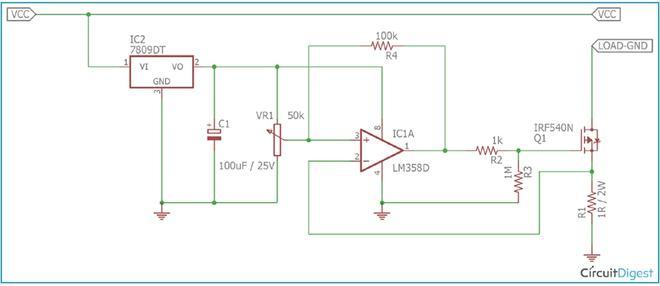 VCC
VCC
LOAD-GND
IC2
7809DT
1
VI
VO
2
GND
3
100k
R4
C1
+
100uF / 25V
VR1
50k
3
+
2
-
8
4
1
IC1A
LM358D
1k
R2
1M
R3
IRF540N
Q1
R1
1R / 2W
CircuitDigest